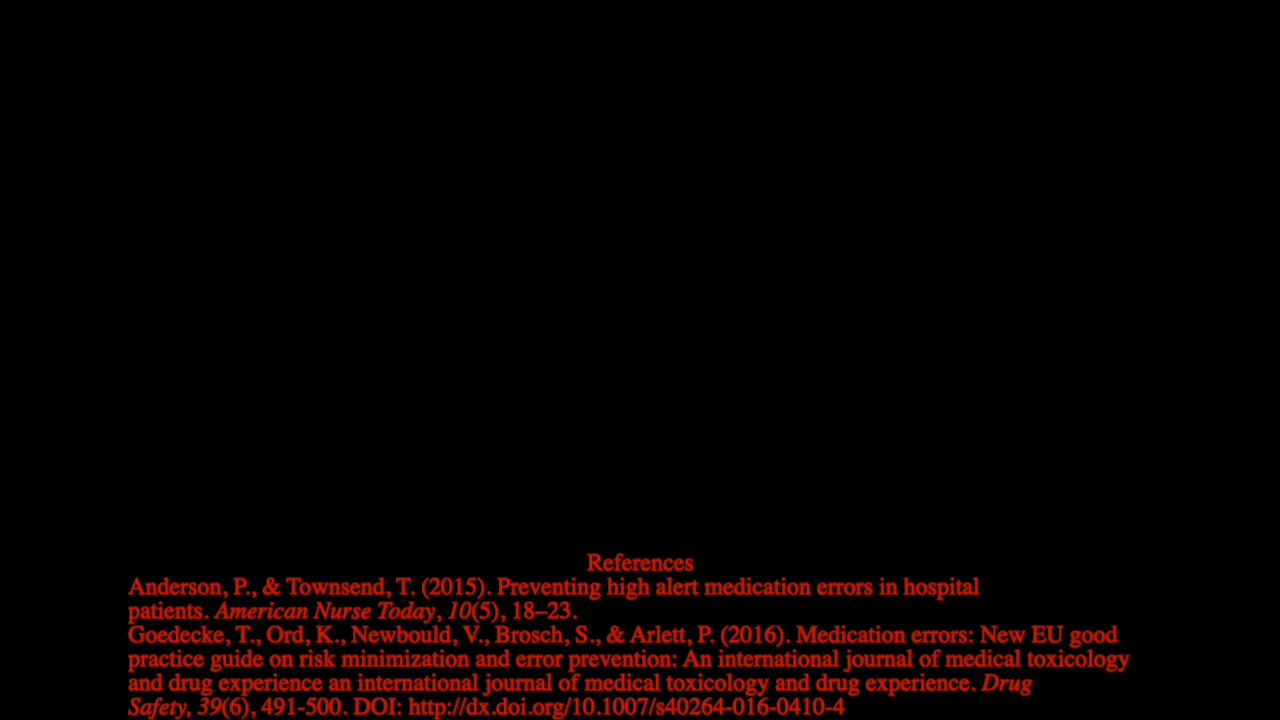 References
Anderson, P., & Townsend, T. (2015). Preventing high alert medication errors in hospital
patients. American Nurse Today, 10(5), 18–23.
Goedecke, T., Ord, K., Newbould, V., Brosch, S., & Arlett, P. (2016). Medication errors: New EU good
practice guide on risk minimization and error prevention: An international journal of medical toxicology
and drug experience an international journal of medical toxicology and drug experience. Drug
Safety, 39(6), 491-500. DOI: http://dx.doi.org/10.1007/s40264-016-0410-4